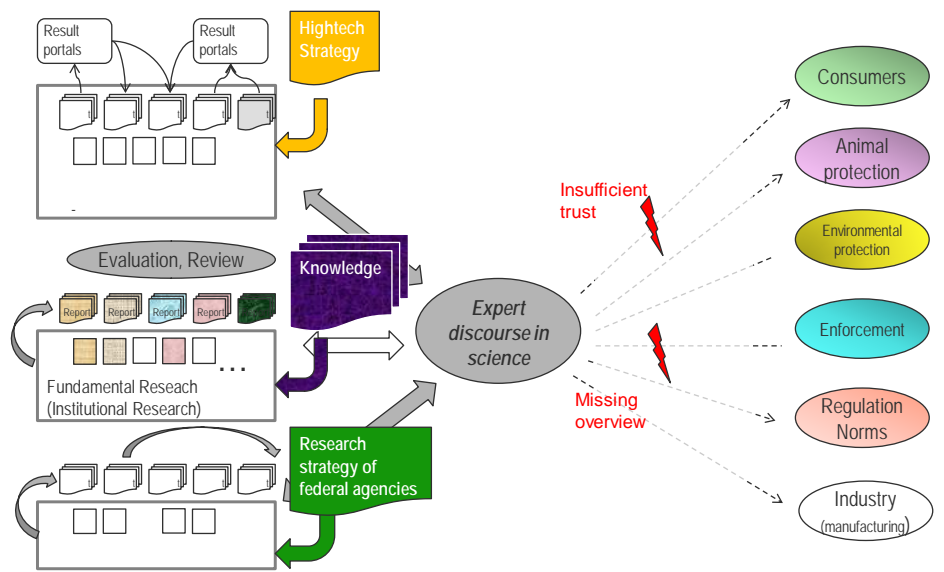 Result
portals
Result
portals
Hightech
Strategy
t
t
t
t
t
-
Evaluation, Review
Knowledge
Report
Report
Report
Report
Fundamental Reseach
(Institutional Research)
...
Expert
discourse in
science
Research
strategy of
federal agencies
Insufficient
trust
Missing
overview
Consumers
Animal
protection
Environmental
protection
Enforcement
Regulation
Norms
Industry
(manufacturing)